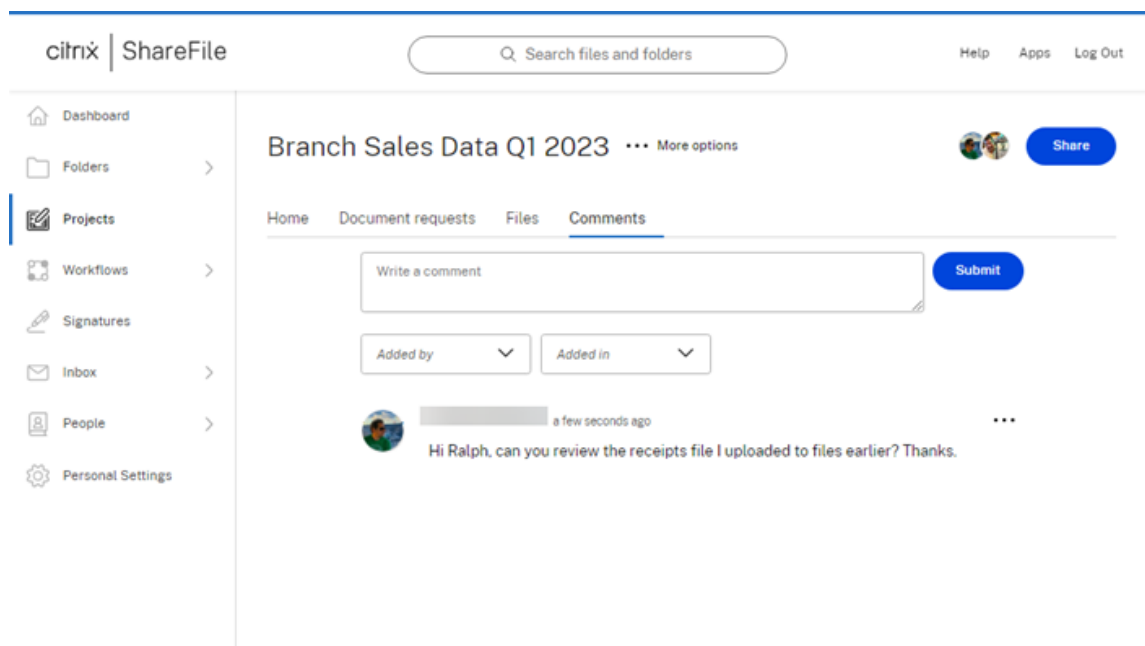 citrix | ShareFile
Search files and folders
Help Apps Log Out
Dashboard
Folders
Projects
Workflows
Signatures
Inbox
People
Personal Settings
Branch Sales Data Q1 2023 ••• More options
Share
Home Document requests Files Comments
Write a comment
Submit
Added by Added in
a few seconds ago
Hi Ralph, can you review the receipts file I uploaded to files earlier? Thanks.